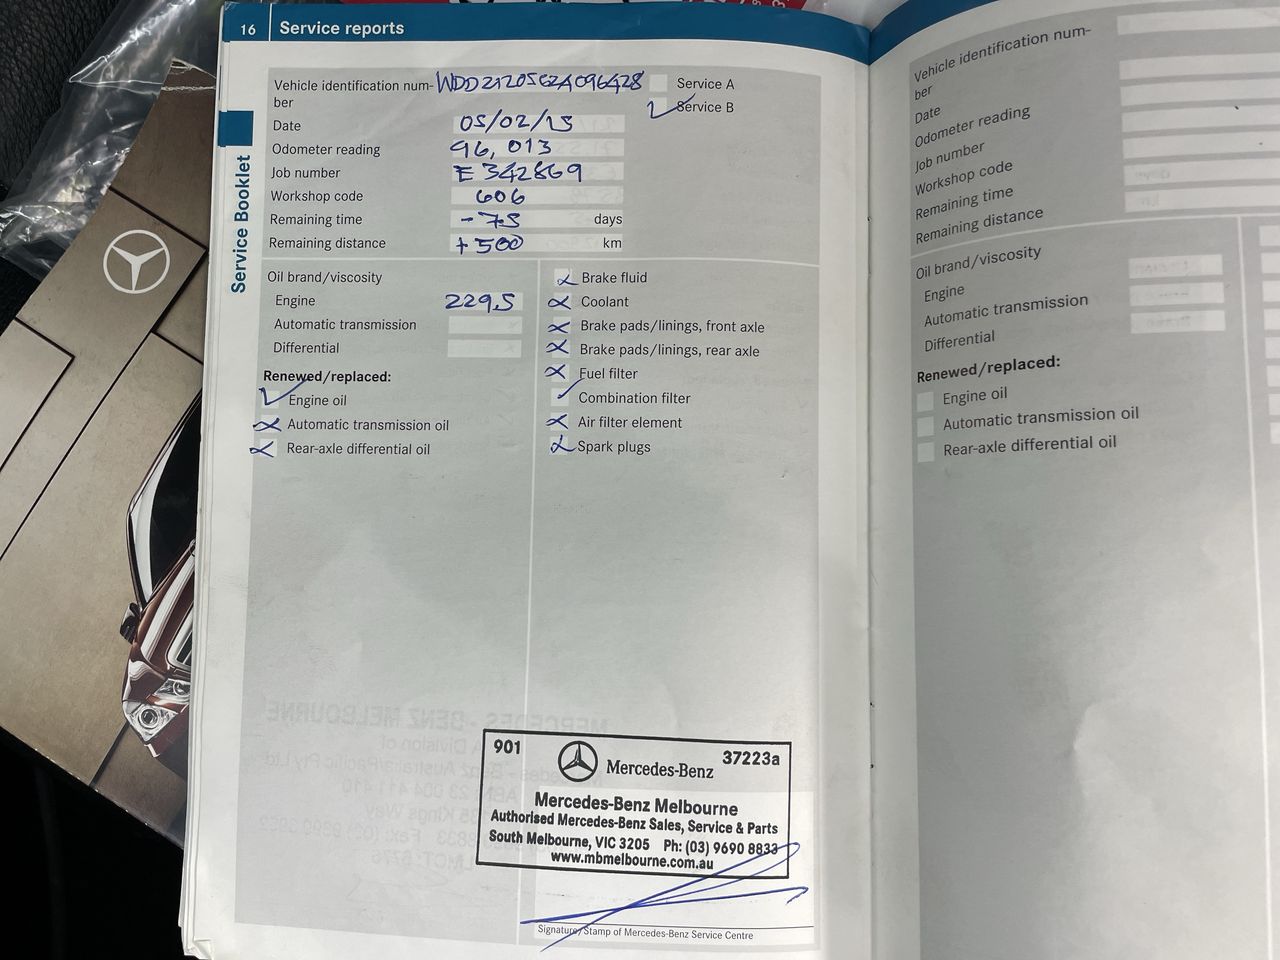 16 Service reports
Vehicle identification num-
ber WDD2120562A096428
Service A
Service B
Date 05/02/15
Odometer reading 96,013
Job number E342869
Workshop code 606
Remaining time -75 days
Remaining distance +500 km
Service Booklet
Oil brand/viscosity
Engine 229.5
Automatic transmission
Differential
Renewed/replaced:
Engine oil
Automatic transmission oil
Rear-axle differential oil
Brake fluid
Coolant
Brake pads/linings, front axle
Brake pads/linings, rear axle
Fuel filter
Combination filter
Air filter element
Spark plugs
901 37223a
Mercedes-Benz
Mercedes-Benz Melbourne
Authorised Mercedes-Benz Sales, Service & Parts
South Melbourne, VIC 3205 Ph: (03) 9690 8833
www.mbmelbourne.com.au
Signature/Stamp of Mercedes-Benz Service Centre
Vehicle identification num-
ber
Date
Odometer reading
Job number
Workshop code
Remaining time
Remaining distance
Oil brand/viscosity
Engine
Automatic transmission
Differential
Renewed/replaced:
Engine oil
Automatic transmission oil
Rear-axle differential oil